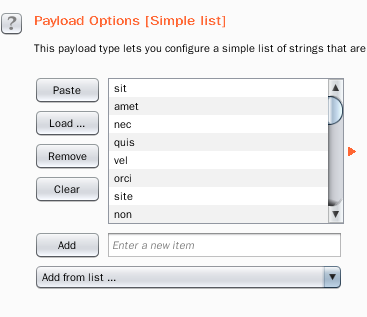 ?
Payload Options [Simple list]
This payload type lets you configure a simple list of strings that are
Paste
Load ...
Remove
Clear
sit
amet
nec
quis
vel
orci
site
non
Add
Enter a new item
Add from list ...